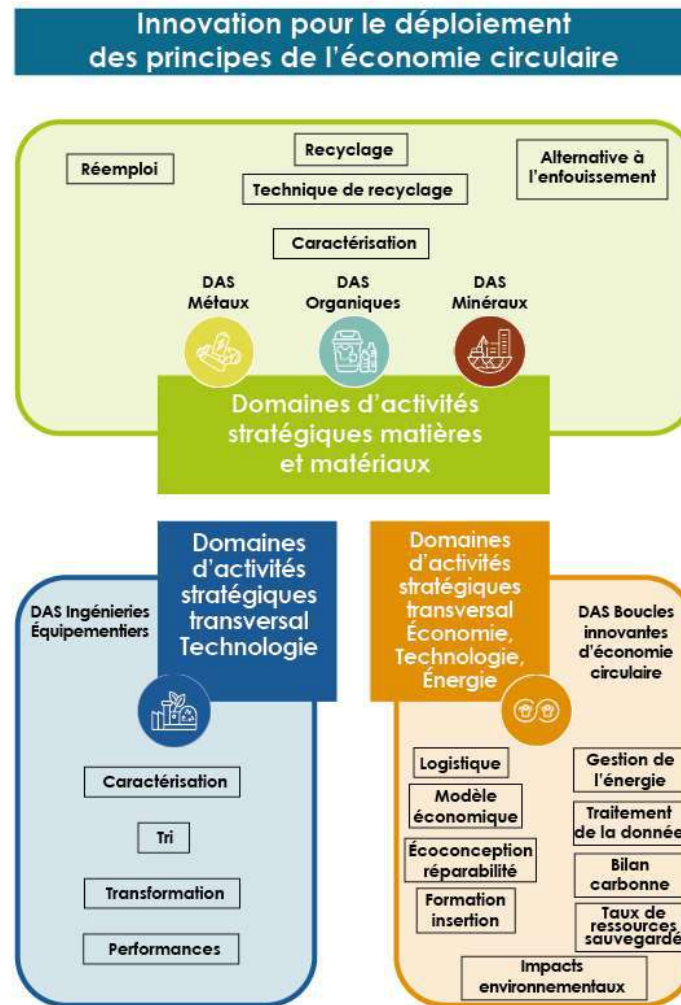 Innovation pour le déploiement
des principes de l'économie circulaire
Réemploi
Recyclage
Technique de recyclage
Alternative à
l'enfouissement
Caractérisation
DAS
Métaux
DAS
Organiques
DAS
Minéraux
Domaines d'activités
stratégiques matières
et matériaux
Domaines
d'activités
stratégiques
transversal
Technologie
DAS Ingénieries
Équipementiers
Caractérisation
Tri
Transformation
Performances
Domaines
d'activités
stratégiques
transversal
Économie,
Technologie,
Énergie
DAS Boucles
innovantes
d'économie
circulaire
Logistique
Modèle
économique
Écoconception
réparabilité
Formation
insertion
Gestion de
l'énergie
Traitement
de la donnée
Bilan
carbone
Taux de
ressources
sauvegardé
Impacts
environnementaux